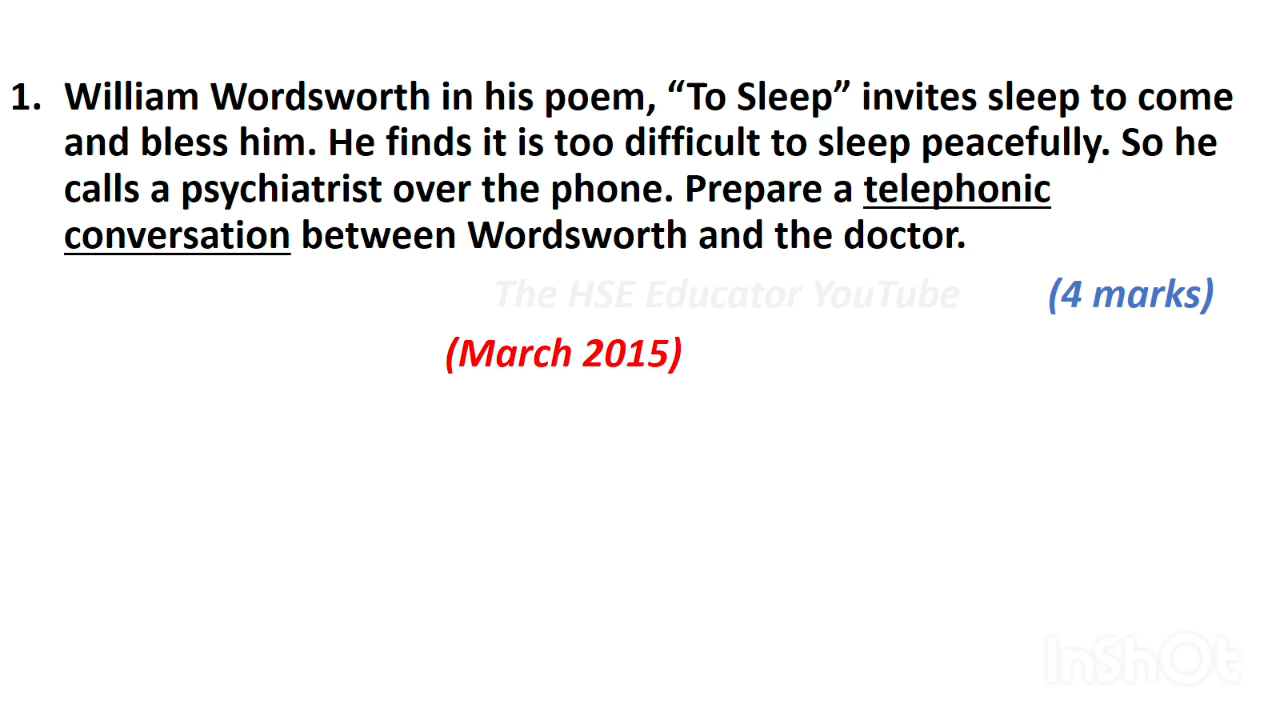 1. William Wordsworth in his poem, “To Sleep” invites sleep to come
and bless him. He finds it is too difficult to sleep peacefully. So he
calls a psychiatrist over the phone. Prepare a telephonic
conversation between Wordsworth and the doctor.
The HSE Educator YouTube (4 marks)
(March 2015)
InShOt